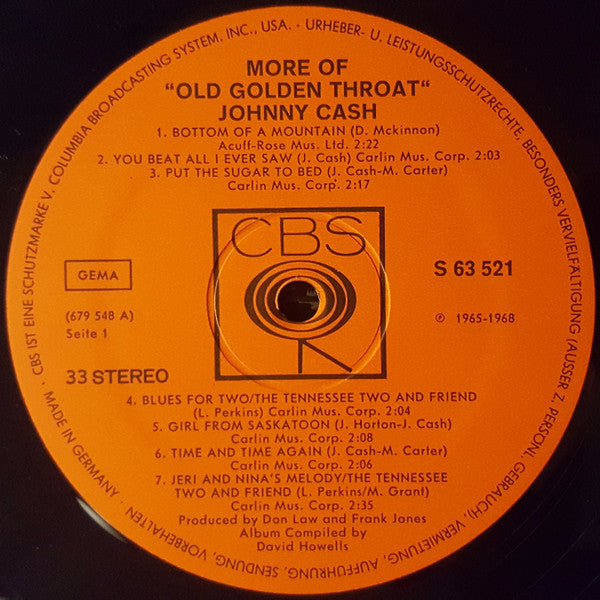 MORE OF
"OLD GOLDEN THROAT"
JOHNNY CASH
1. BOTTOM OF A MOUNTAIN (D. Mckinnon)
Acuff-Rose Mus. Ltd. 2:22
2. YOU BEAT ALL I EVER SAW (J. Cash) Carlin Mus. Corp. 2:03
3. PUT THE SUGAR TO BED (J. Cash-M. Carter)
Carlin Mus. Corp. 2:17
CBS
GEMA
S 63 521
(679 548 A)
Seite 1
℗ 1965-1968
33 STEREO
4. BLUES FOR TWO/THE TENNESSEE TWO AND FRIEND
(L. Perkins) Carlin Mus. Corp. 2:04
5. GIRL FROM SASKATOON (J. Horton-J. Cash)
Carlin Mus. Corp. 2:08
6. TIME AND TIME AGAIN (J. Cash-M. Carter)
Carlin Mus. Corp. 2:06
7. JERI AND NINA'S MELODY/THE TENNESSEE
TWO AND FRIEND (L. Perkins/M. Grant)
Carlin Mus. Corp. 2:35
Produced by Don Law and Frank Jones
Album Compiled by
David Howells
· CBS IST EINE SCHUTZMARKE V. COLUMBIA BROADCASTING SYSTEM, INC., USA. · URHEBER- U. LEISTUNGSSCHUTZRECHTE, BESONDERS VERVIELFÄLTIGUNG (AUSSER Z. PERSÖNL. GEBRAUCH), VERMIETUNG, AUFFÜHRUNG, SENDUNG, VORBEHALTEN · MADE IN GERMANY